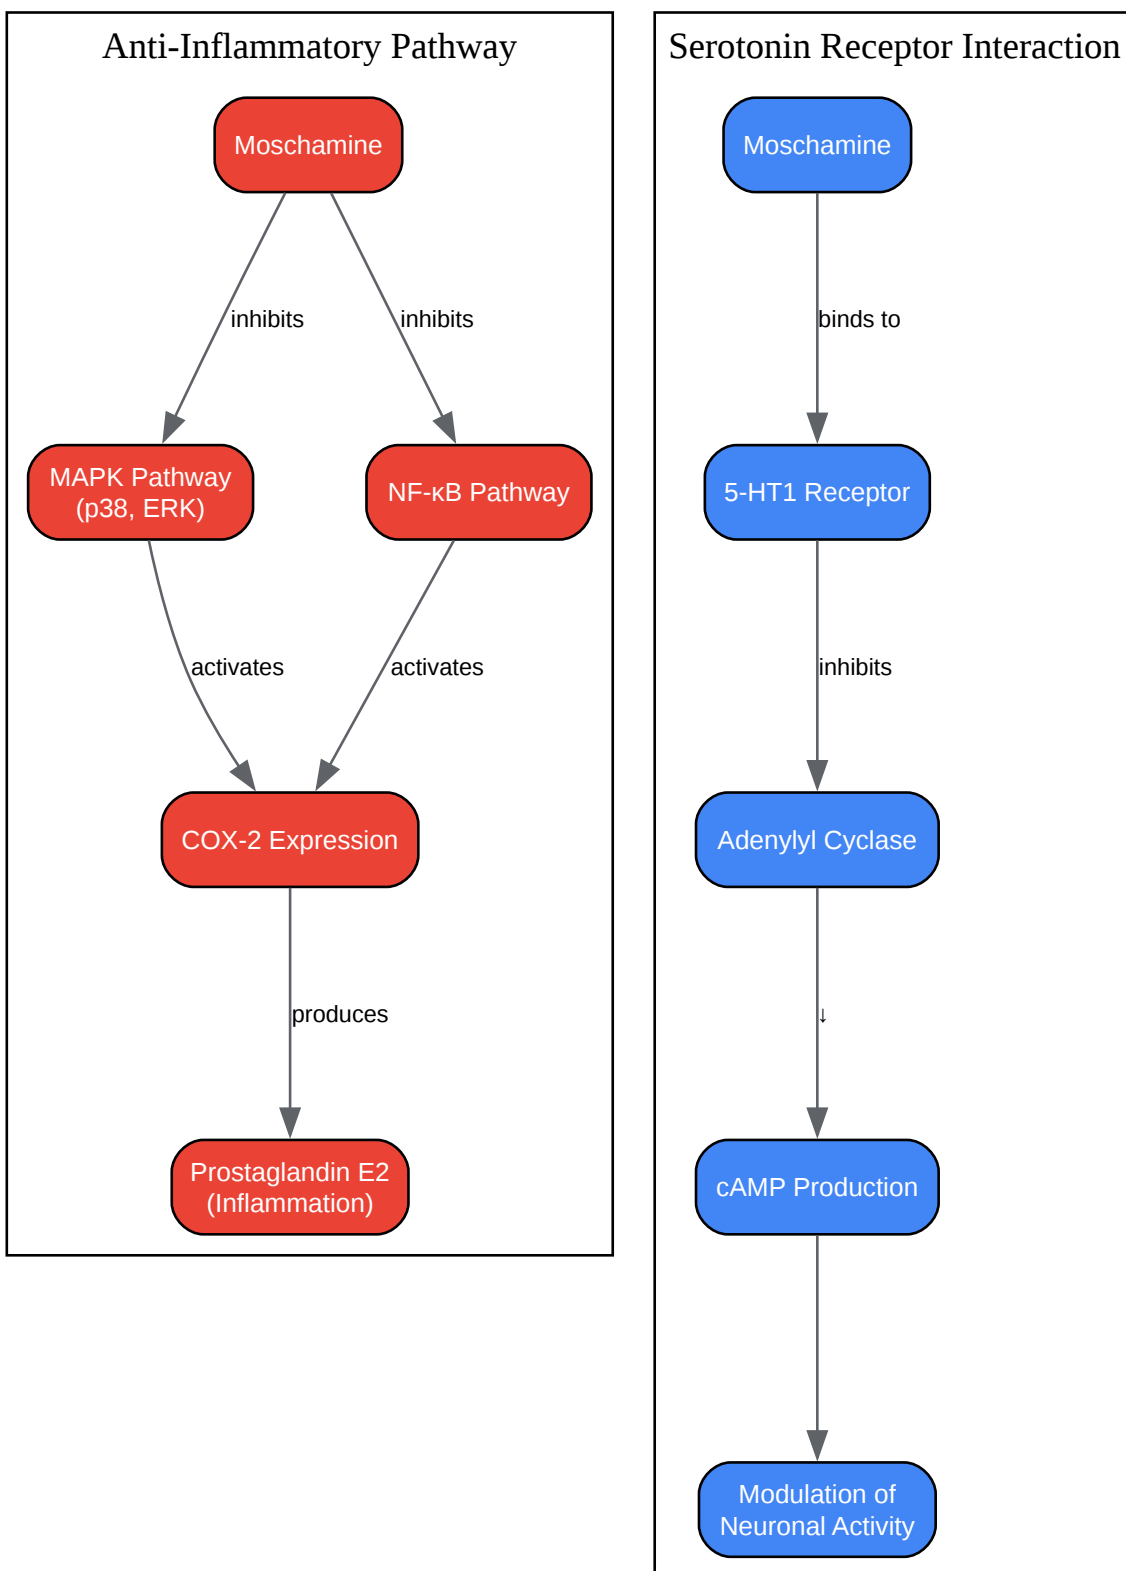 Anti-Inflammatory Pathway
Moschamine
inhibits
inhibits
MAPK Pathway
(p38, ERK)
NF-κB Pathway
activates
activates
COX-2 Expression
produces
Prostaglandin E2
(Inflammation)
Serotonin Receptor Interaction
Moschamine
binds to
5-HT1 Receptor
inhibits
Adenylyl Cyclase
↓
cAMP Production
Modulation of
Neuronal Activity